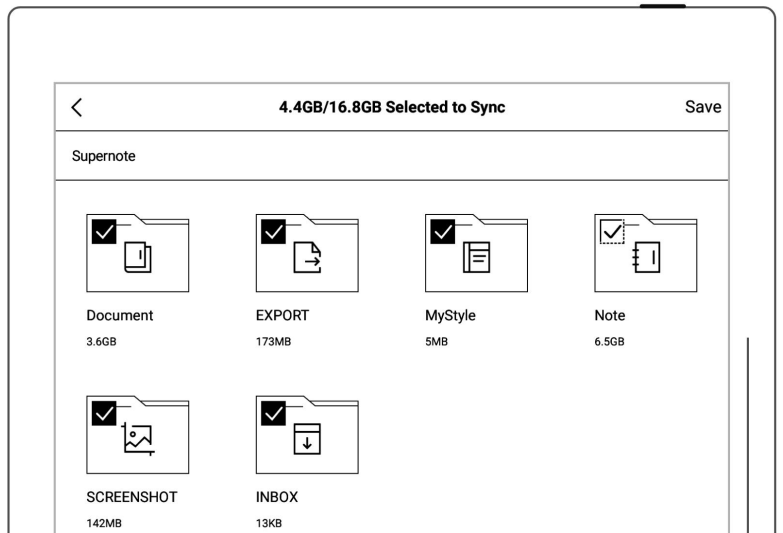 4.4GB/16.8GB Selected to Sync Save
Supernote
Document EXPORT MyStyle Note
3.6GB 173MB 5MB 6.5GB
SCREENSHOT INBOX
142MB 13KB